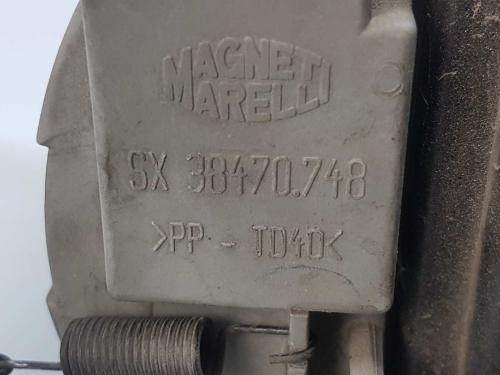 MAGNETI
MARELLI
SX 38470.748
>PP - TD40<